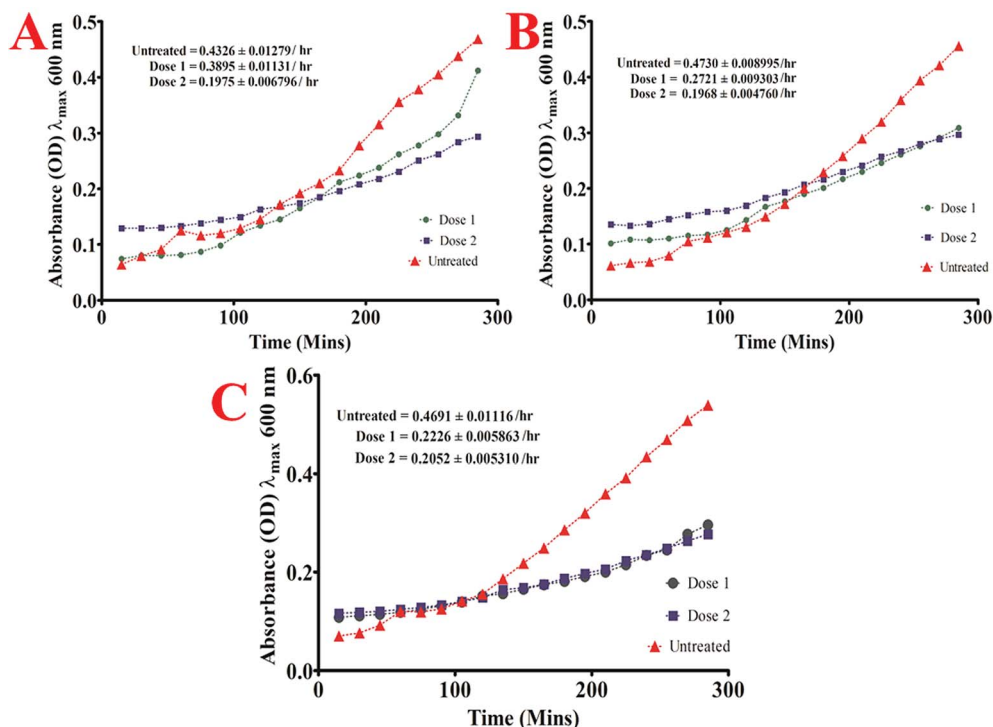 A
0.5
0.4
0.3
0.2
0.1
0.0
Absorbance (OD) λmax 600 nm
Untreated = 0.4326 ± 0.01279/ hr
Dose 1 = 0.3895 ± 0.01131/ hr
Dose 2 = 0.1975 ± 0.006796/ hr
Dose 1
Dose 2
Untreated
0
100
200
300
Time (Mins)
B
0.5
0.4
0.3
0.2
0.1
0.0
Absorbance (OD) λmax 600 nm
Untreated = 0.4730 ± 0.008995/hr
Dose 1 = 0.2721 ± 0.009303/hr
Dose 2 = 0.1968 ± 0.004760/hr
Dose 1
Dose 2
Untreated
0
100
200
300
Time (Mins)
C
0.6
0.4
0.2
0.0
Absorbance (OD) λmax 600 nm
Untreated = 0.4691 ± 0.01116/hr
Dose 1 = 0.2226 ± 0.005863 /hr
Dose 2 = 0.2052 ± 0.005310 /hr
Dose 1
Dose 2
Untreated
0
100
200
300
Time (Mins)